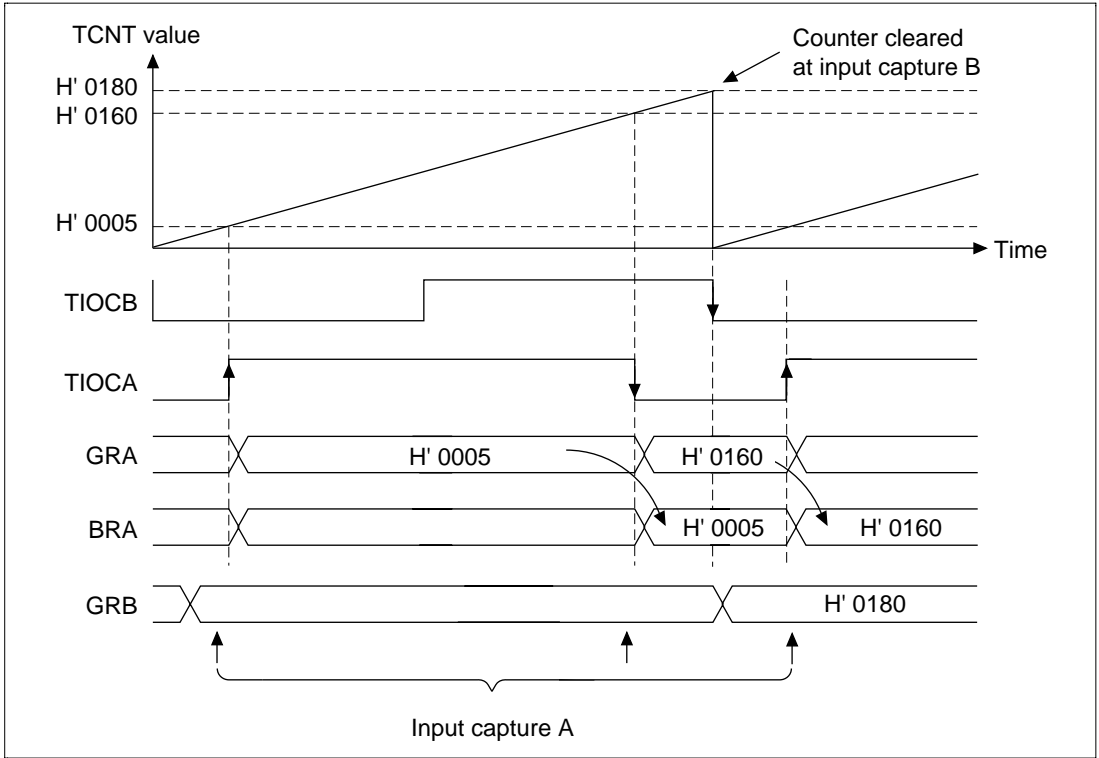 TCNT value
Counter cleared
at input capture B
H' 0180
H' 0160
H' 0005
Time
TIOCB
TIOCA
GRA
H' 0005
H' 0160
BRA
H' 0005
H' 0160
GRB
H' 0180
Input capture A